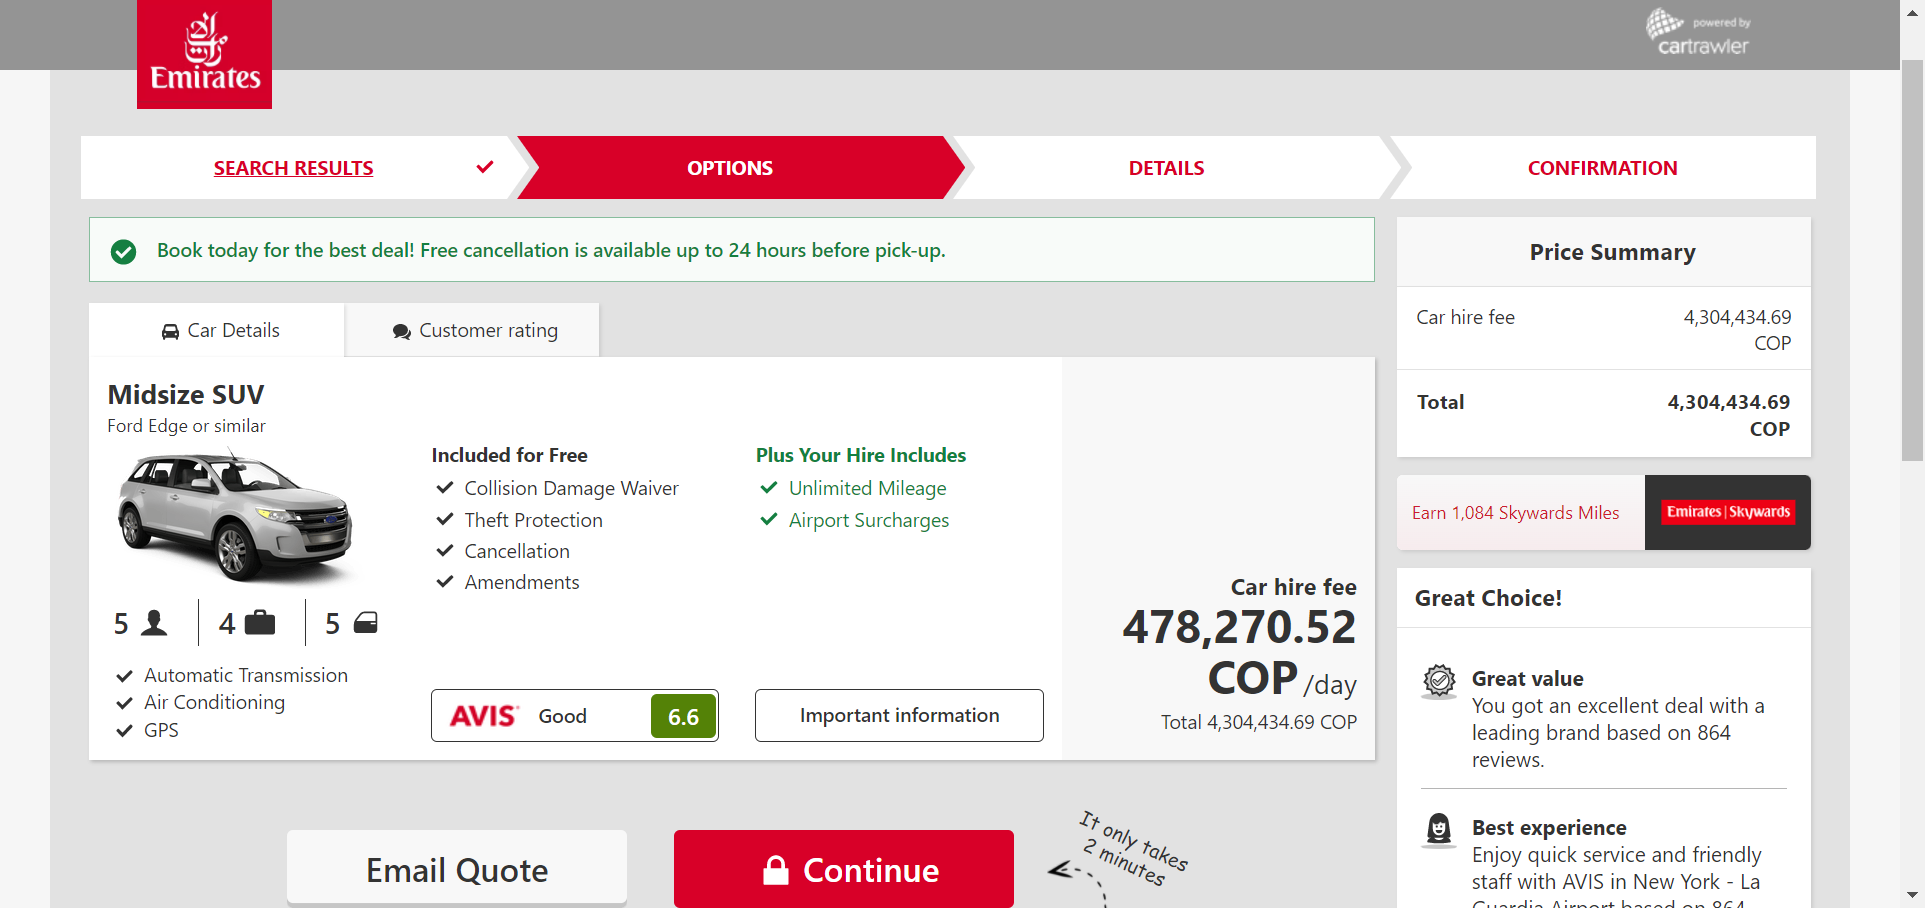 Emirates
powered by
cartrawler
SEARCH RESULTS
OPTIONS
DETAILS
CONFIRMATION
Book today for the best deal! Free cancellation is available up to 24 hours before pick-up.
Car Details
Customer rating
Midsize SUV
Ford Edge or similar
5
4
5
Automatic Transmission
Air Conditioning
GPS
Included for Free
Collision Damage Waiver
Theft Protection
Cancellation
Amendments
AVIS Good 6.6
Plus Your Hire Includes
Unlimited Mileage
Airport Surcharges
Important information
Car hire fee
478,270.52
COP /day
Total 4,304,434.69 COP
Email Quote
Continue
It only takes
2 minutes
Price Summary
Car hire fee 4,304,434.69
COP
Total 4,304,434.69
COP
Earn 1,084 Skywards Miles
Emirates | Skywards
Great Choice!
Great value
You got an excellent deal with a
leading brand based on 864
reviews.
Best experience
Enjoy quick service and friendly
staff with AVIS in New York - La
Guardia Airport based on 864